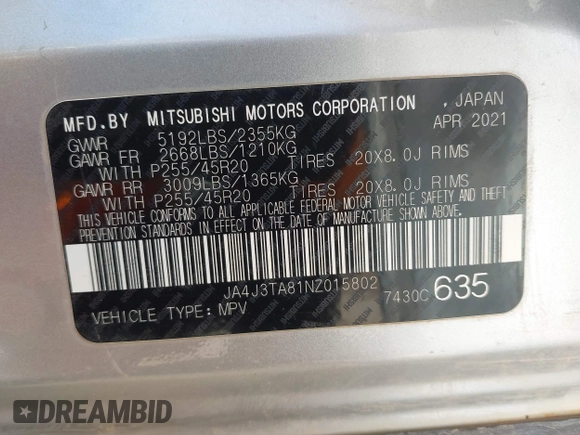 MFD.BY MITSUBISHI MOTORS CORPORATION , JAPAN
GWWR 5192LBS/2355KG APR 2021
GAWR FR 2668LBS/1210KG
WITH P255/45R20 TIRES 20X8.0J RIMS
GAWR RR 3009LBS/1365KG
WITH P255/45R20 TIRES 20X8.0J RIMS
THIS VEHICLE CONFORMS TO ALL APPLICABLE FEDERAL MOTOR VEHICLE SAFETY AND THEFT
PREVENTION STANDARDS IN EFFECT ON THE DATE OF MANUFACTURE SHOWN ABOVE.
JA4J3TA81NZ015802
VEHICLE TYPE: MPV 7430C 635
DREAMBID